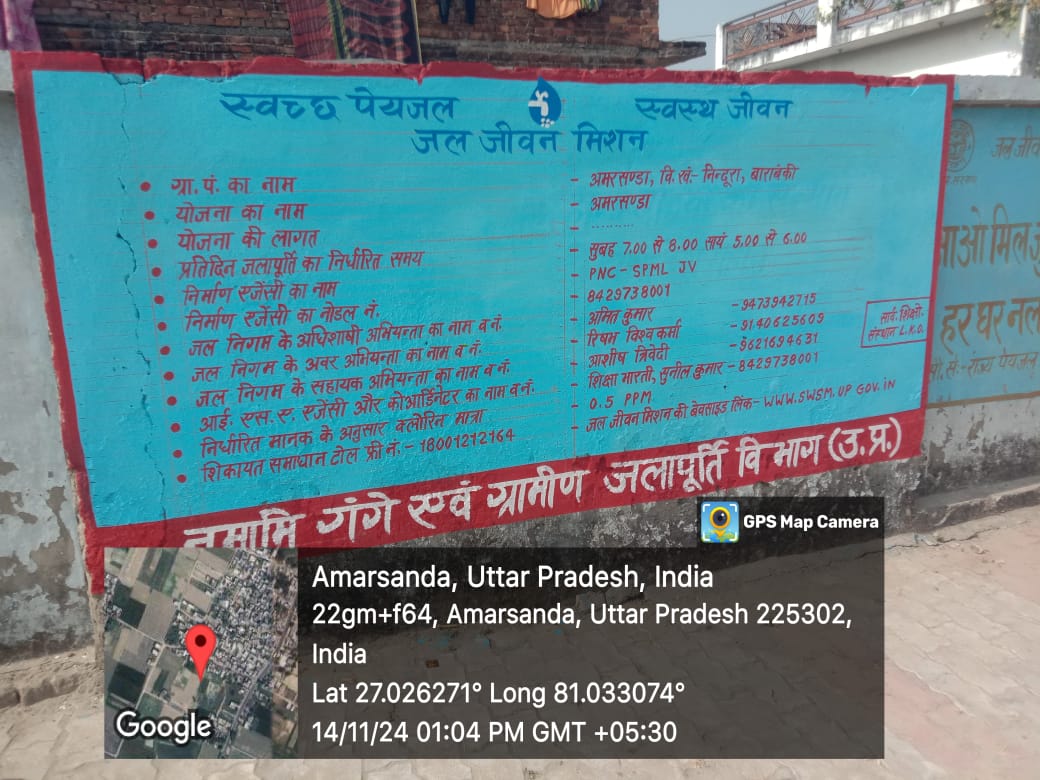 स्वच्छ पेयजल
स्वस्थ जीवन
जल जीवन मिशन
• ग्रा. पं. का नाम - अमरसण्डा, वि. खं:- निन्दूरा, बाराबंकी
• योजना का नाम - अमरसण्डा
• योजना की लागत - ..........
• प्रतिदिन जलापूर्ति का निर्धारित समय - सुबह 7.00 से 8.00 सायं 5.00 से 6.00
• निर्माण एजेंसी का नाम - PNC - SPML JV
• निर्माण एजेंसी का नोडल नं. - 8429738001
• जल निगम के अधिशाषी अभियन्ता का नाम व नं. - अमित कुमार - 9473942715
• जल निगम के अवर अभियन्ता का नाम व नं. - रिषभ विश्वकर्मा - 9140625609
• जल निगम के सहायक अभियन्ता का नाम व नं. - आशीष त्रिवेदी - 9621694631
• आई. एस. ए. एजेंसी और कोआर्डिनेटर का नाम व नं. - शिक्षा भारती, सुनील कुमार - 8429738001
• निर्धारित मानक के अनुसार क्लोरिन मात्रा - 0.5 PPM
• शिकायत समाधान टोल फ्री नं. - 18001212164 - जल जीवन मिशन की बेवसाइड लिंक - WWW.SWSM.UP GOV.IN
सार्व. शिक्षो.
संस्थान L.K.O.
नमामि गंगे एवं ग्रामीण जलापूर्ति विभाग (उ.प्र.)
जल जीव
आओ मिल जु
हर घर नल
सौ. से:- राज्य पेयजल
GPS Map Camera
Amarsanda, Uttar Pradesh, India
22gm+f64, Amarsanda, Uttar Pradesh 225302,
India
Lat 27.026271° Long 81.033074°
14/11/24 01:04 PM GMT +05:30
Google